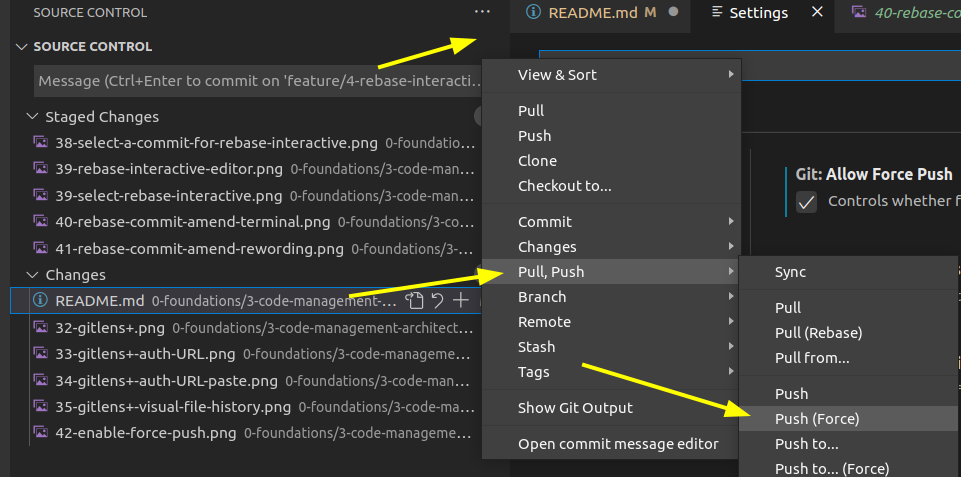 SOURCE CONTROL
README.md M
Settings
40-rebase-co
SOURCE CONTROL
Message (Ctrl+Enter to commit on 'feature/4-rebase-interacti...
Staged Changes
38-select-a-commit-for-rebase-interactive.png 0-foundatio...
39-rebase-interactive-editor.png 0-foundations/3-code-man...
39-select-rebase-interactive.png 0-foundations/3-code-man...
40-rebase-commit-amend-terminal.png 0-foundations/3-co...
41-rebase-commit-amend-rewording.png 0-foundations/3-...
Changes
README.md 0-foundations/3-code-management-...
32-gitlens+.png 0-foundations/3-code-management-architect...
33-gitlens+-auth-URL.png 0-foundations/3-code-manageme...
34-gitlens+-auth-URL-paste.png 0-foundations/3-code-man...
35-gitlens+-visual-file-history.png 0-foundations/3-code-ma...
42-enable-force-push.png 0-foundations/3-code-manageme...
View & Sort
Pull
Push
Clone
Checkout to...
Commit
Changes
Pull, Push
Branch
Remote
Stash
Tags
Show Git Output
Open commit message editor
Git: Allow Force Push
Controls whether f
Sync
Pull
Pull (Rebase)
Pull from...
Push
Push (Force)
Push to...
Push to... (Force)